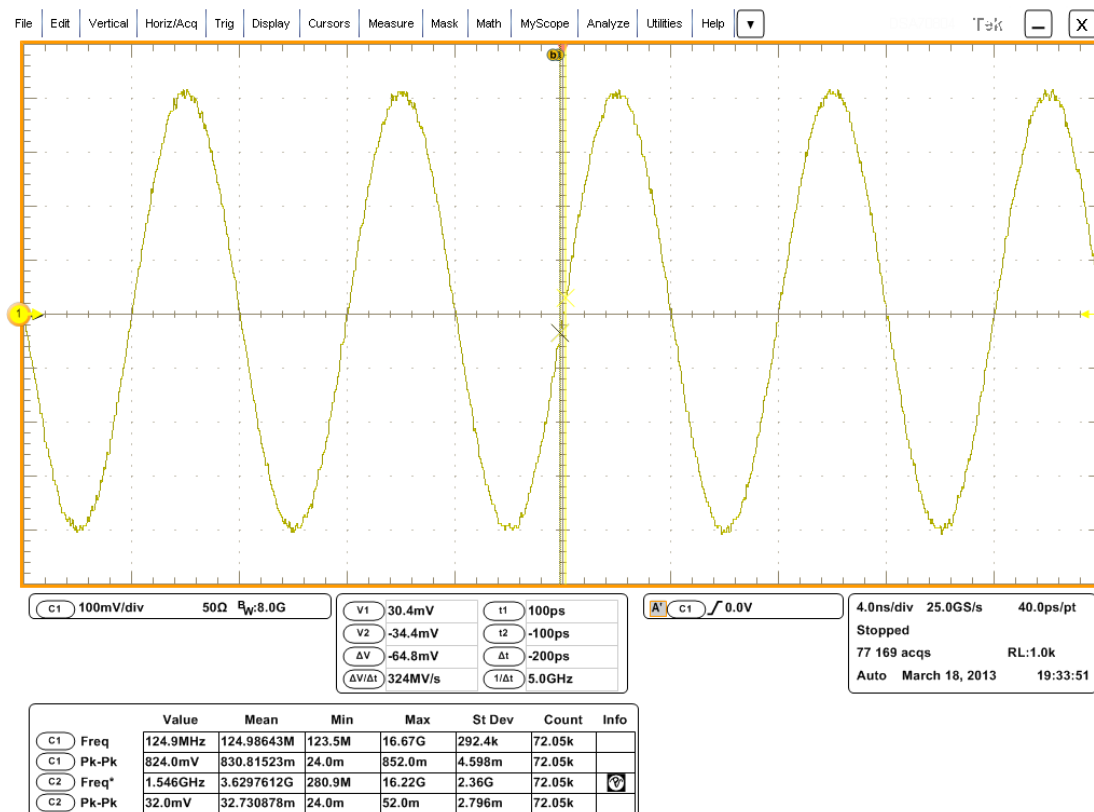 File Edit Vertical Horiz/Acq Trig Display Cursors Measure Mask Math MyScope Analyze Utilities Help ▼ Tek X
b1
1
C1 100mV/div 50Ω BW:8.0G
V1 30.4mV t1 100ps
V2 -34.4mV t2 -100ps
ΔV -64.8mV Δt -200ps
ΔV/Δt 324MV/s 1/Δt 5.0GHz
A' C1 0.0V
4.0ns/div 25.0GS/s 40.0ps/pt
Stopped
77 169 acqs RL:1.0k
Auto March 18, 2013 19:33:51
Value Mean Min Max St Dev Count Info
C1 Freq 124.9MHz 124.98643M 123.5M 16.67G 292.4k 72.05k
C1 Pk-Pk 824.0mV 830.81523m 24.0m 852.0m 4.598m 72.05k
C2 Freq* 1.546GHz 3.6297612G 280.9M 16.22G 2.36G 72.05k
C2 Pk-Pk 32.0mV 32.730878m 24.0m 52.0m 2.796m 72.05k